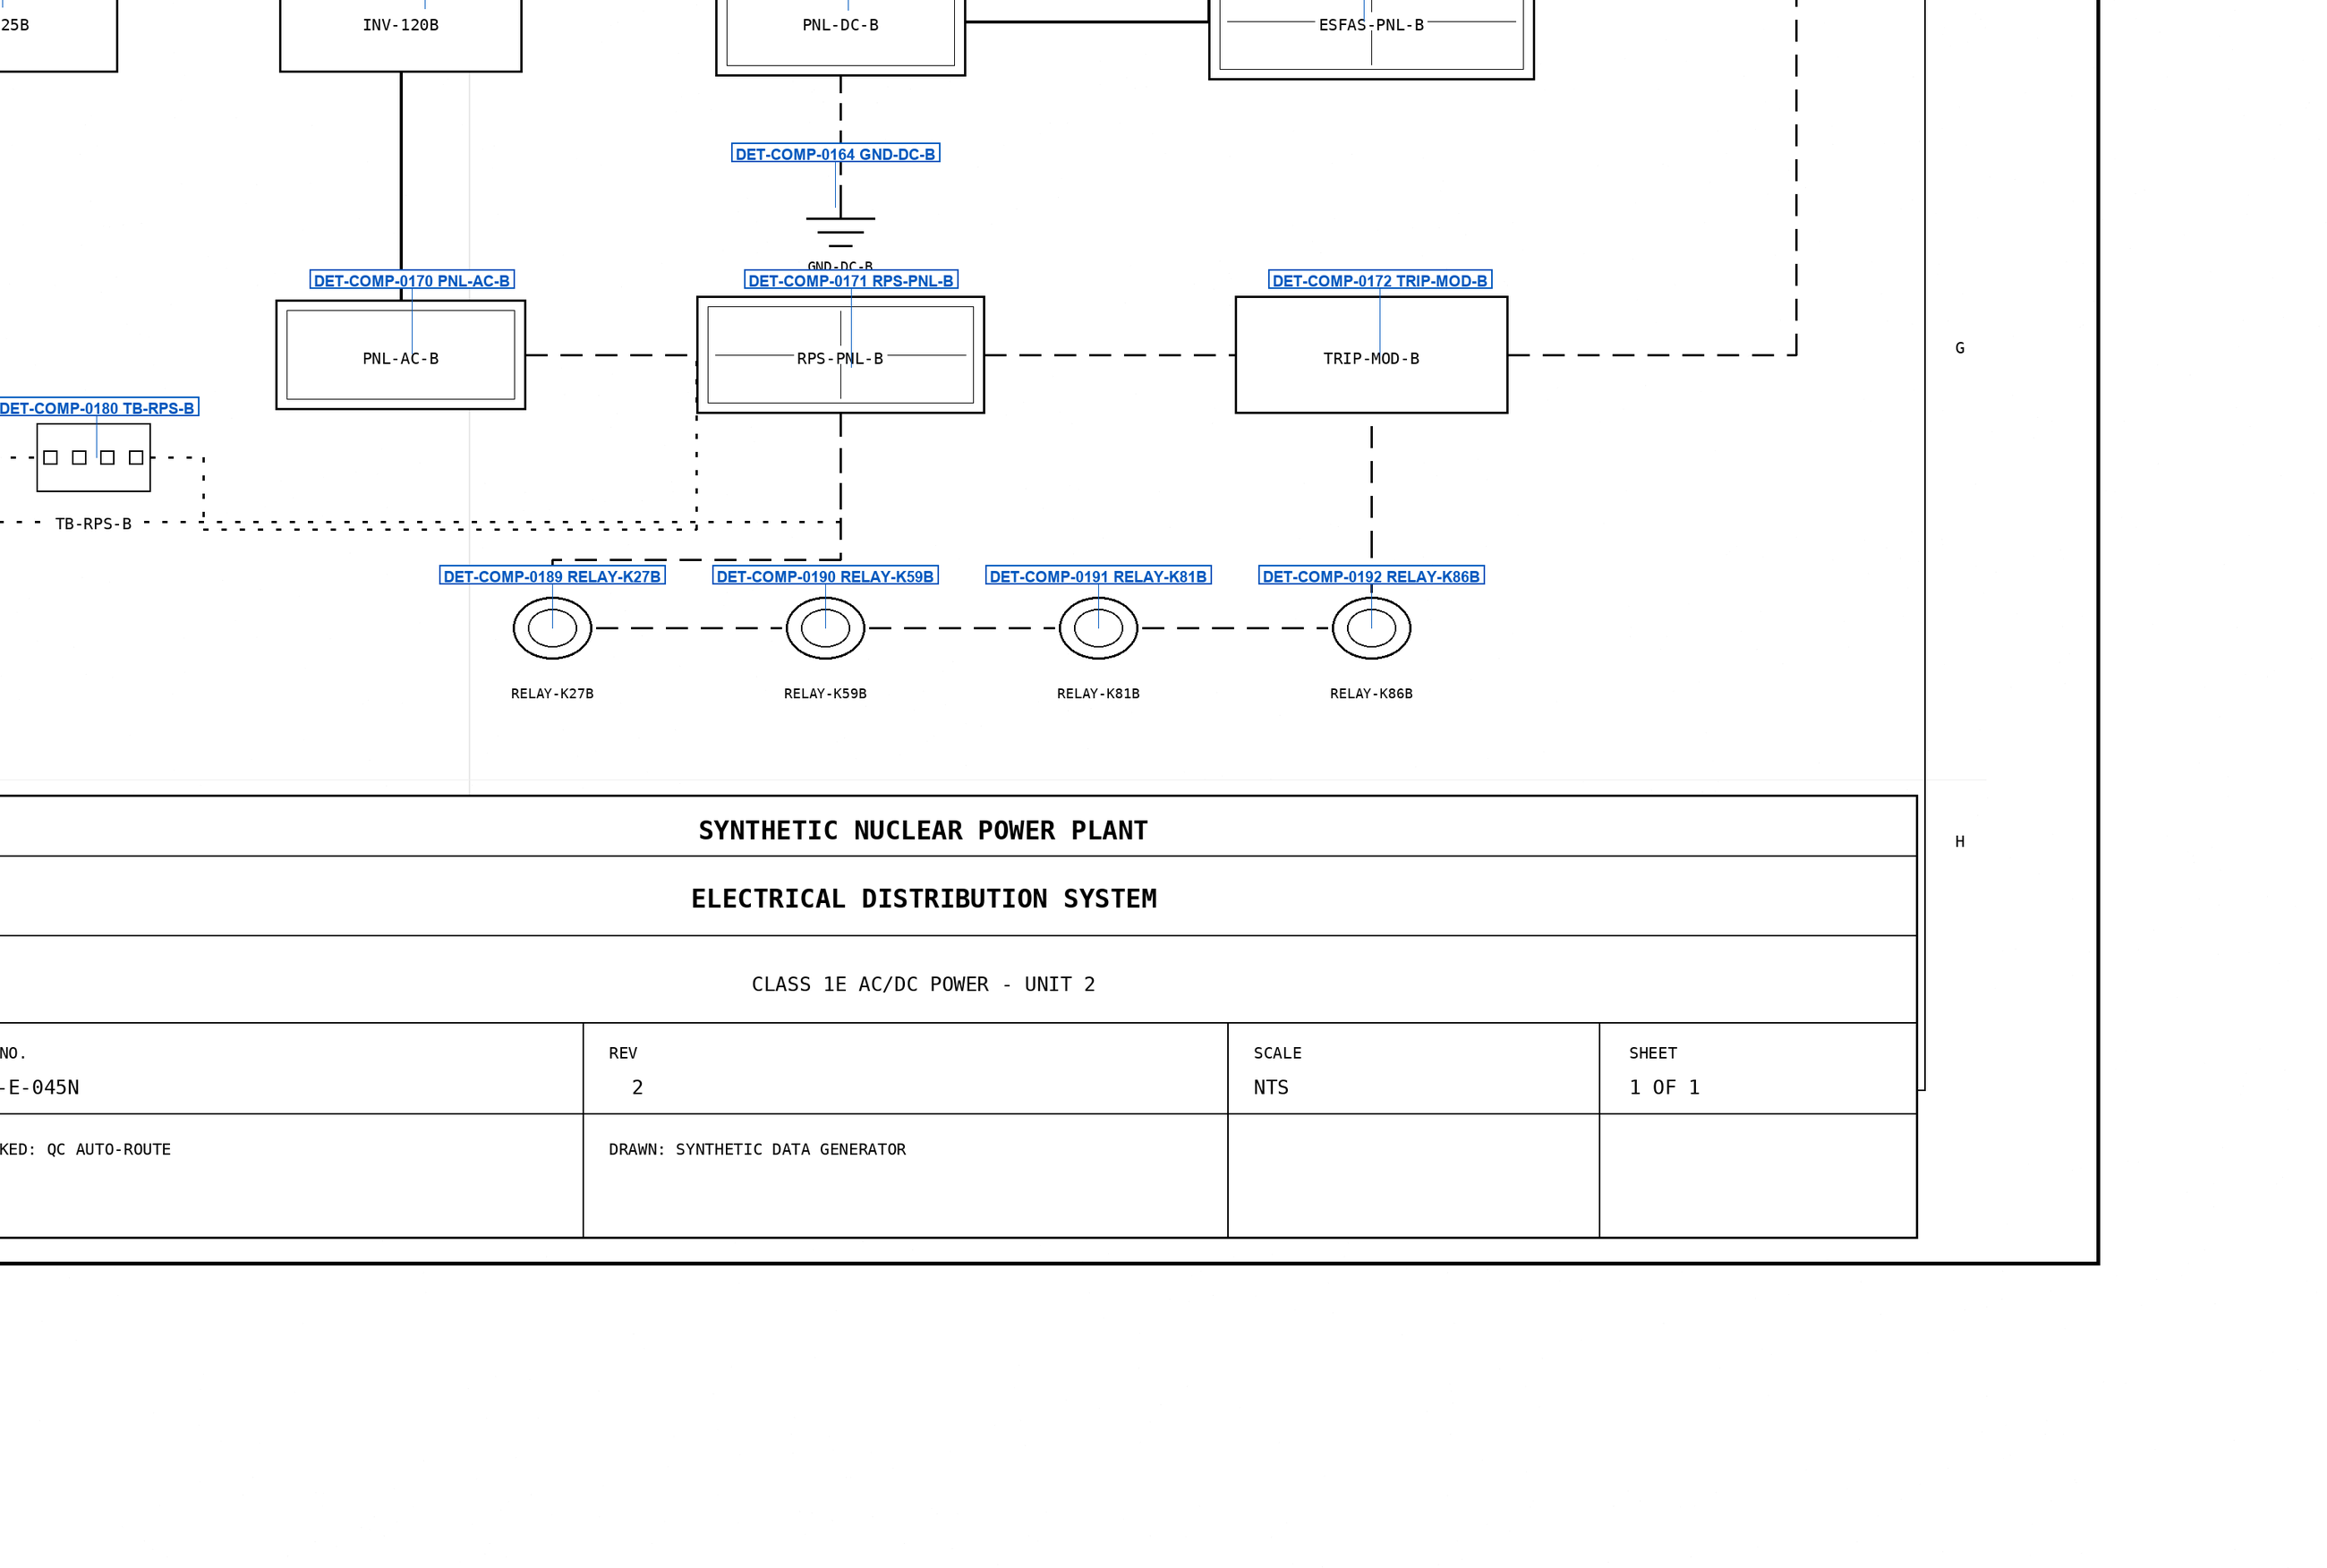 25B
INV-120B
PNL-DC-B
ESFAS-PNL-B
DET-COMP-0164 GND-DC-B
GND-DC-B
DET-COMP-0170 PNL-AC-B
DET-COMP-0171 RPS-PNL-B
DET-COMP-0172 TRIP-MOD-B
PNL-AC-B
RPS-PNL-B
TRIP-MOD-B
G
DET-COMP-0180 TB-RPS-B
TB-RPS-B
DET-COMP-0189 RELAY-K27B
DET-COMP-0190 RELAY-K59B
DET-COMP-0191 RELAY-K81B
DET-COMP-0192 RELAY-K86B
RELAY-K27B
RELAY-K59B
RELAY-K81B
RELAY-K86B
SYNTHETIC NUCLEAR POWER PLANT
H
ELECTRICAL DISTRIBUTION SYSTEM
CLASS 1E AC/DC POWER - UNIT 2
NO.
-E-045N
REV
2
SCALE
NTS
SHEET
1 OF 1
KED: QC AUTO-ROUTE
DRAWN: SYNTHETIC DATA GENERATOR